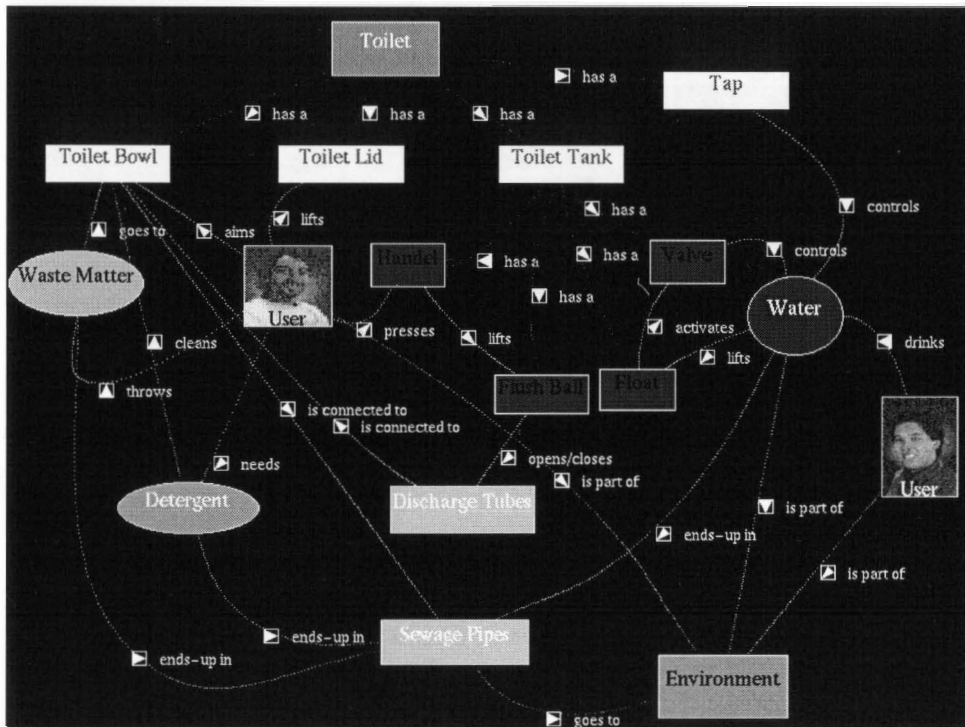 Toilet
has a
Tap
has a
has a
has a
Toilet Bowl
Toilet Lid
Toilet Tank
controls
has a
goes to
aims
lifts
Handel
has a
has a
Valve
controls
Waste Matter
User
has a
Water
presses
lifts
activates
lifts
drinks
cleans
throws
Flush Ball
Float
is connected to
is connected to
needs
opens/closes
User
Detergent
Discharge Tubes
is part of
is part of
ends-up in
is part of
Sewage Pipes
ends-up in
ends-up in
Environment
goes to